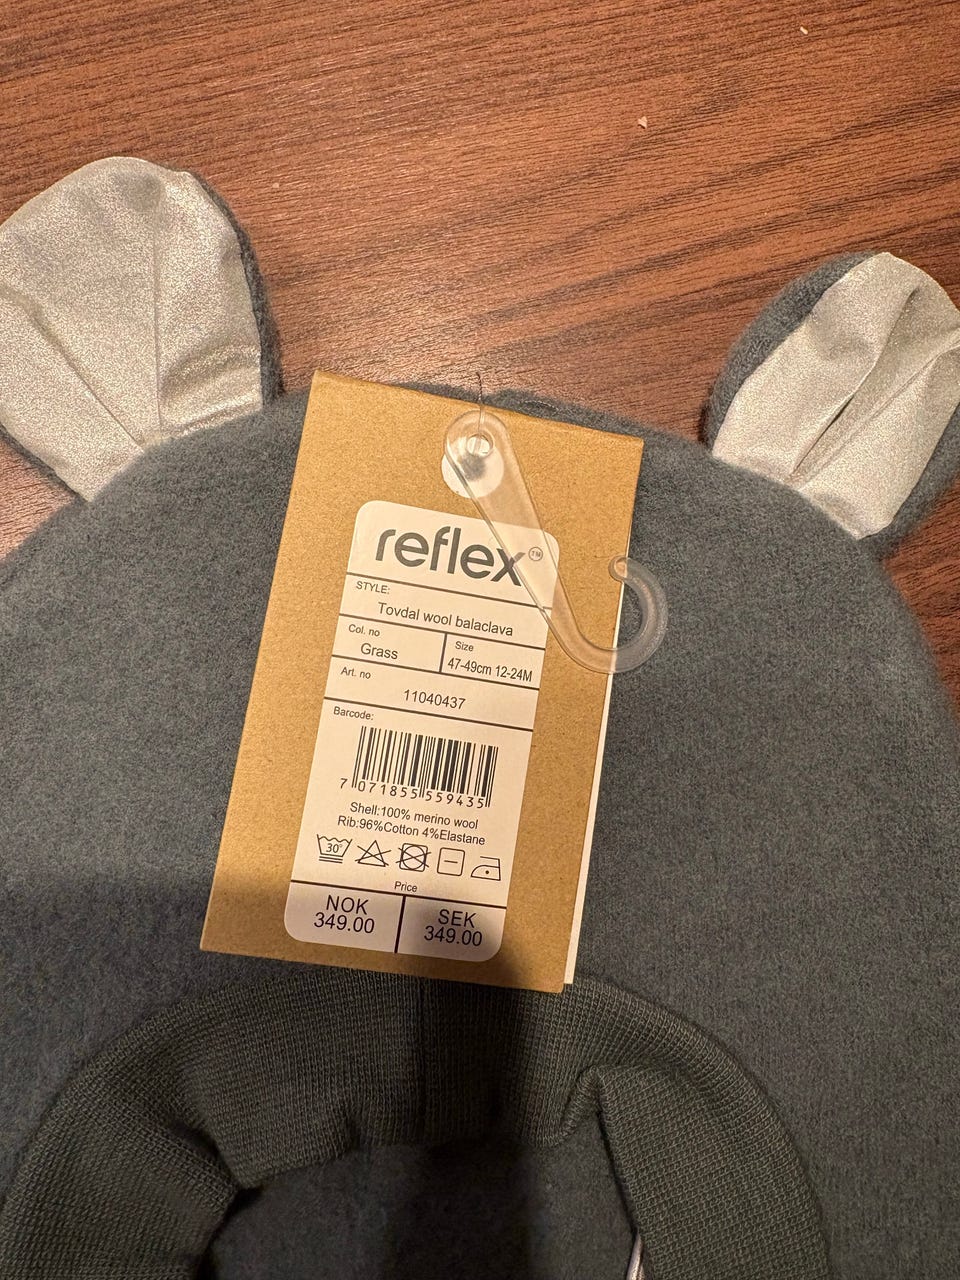 reflex™
STYLE:
Tovdal wool balaclava
Col. no
Grass
Size
47-49cm 12-24M
Art. no
11040437
Barcode:
7 071855 559435
Shell:100% merino wool
Rib:96%Cotton 4%Elastane
30°
Price
NOK
349.00
SEK
349.00